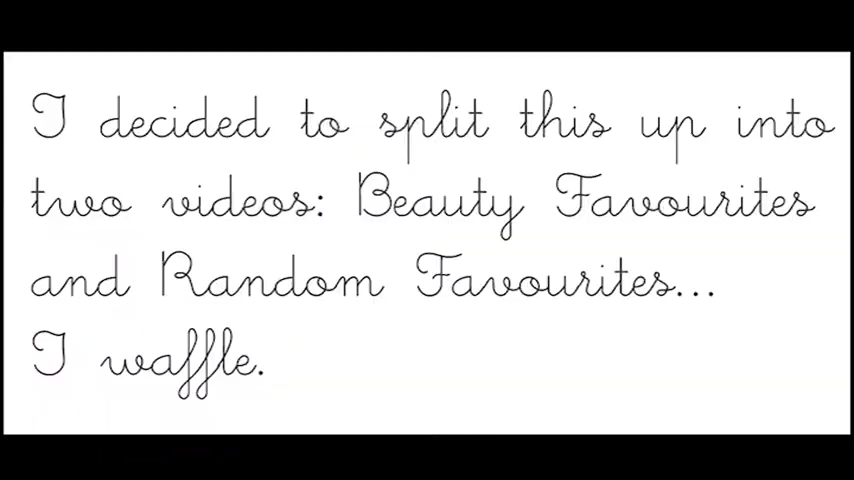 I decided to split this up into
two videos: Beauty Favourites
and Random Favourites...
I waffle.